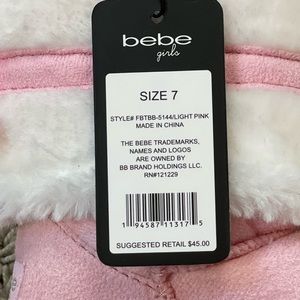 bebe
girls
SIZE 7
STYLE# FBTBB-5144/LIGHT PINK
MADE IN CHINA
THE BEBE TRADEMARKS,
NAMES AND LOGOS
ARE OWNED BY
BB BRAND HOLDINGS LLC.
RN#121229
1 94587 11317 5
SUGGESTED RETAIL $45.00